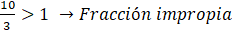 10/3 > 1 → Fracción impropia